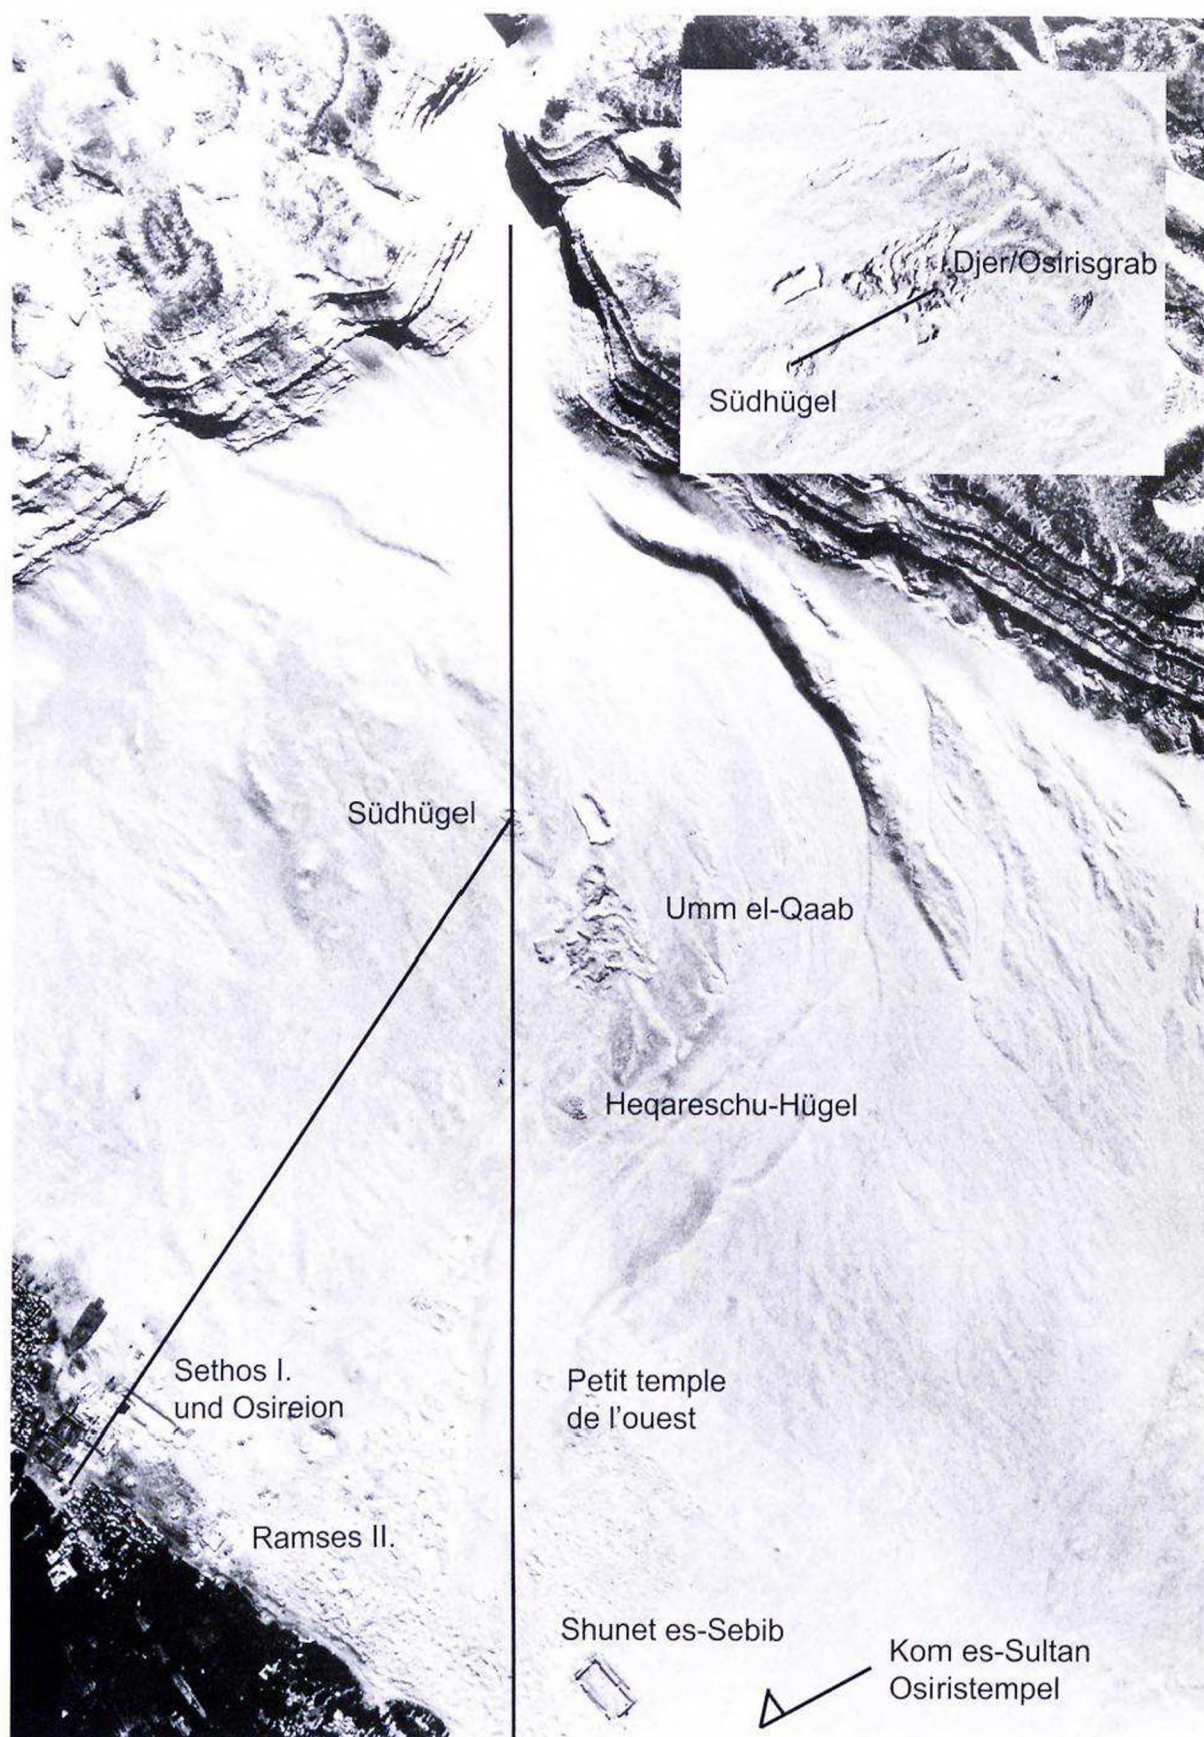 Djer/Osirisgrab
Südhügel
Südhügel
Umm el-Qaab
Heqareschu-Hügel
Sethos I.
und Osireion
Petit temple
de l'ouest
Ramses II.
Shunet es-Sebib
Kom es-Sultan
Osiristempel